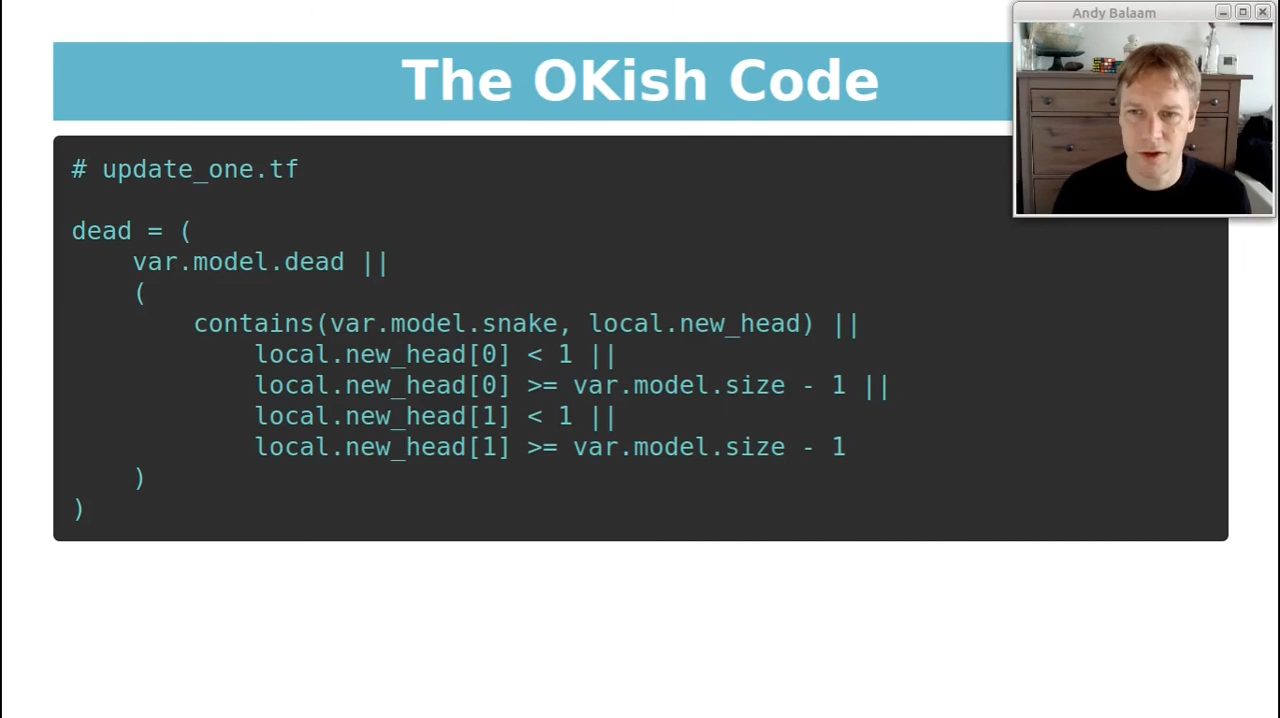 Andy Balaam
The OKish Code
# update_one.tf
dead = (
var.model.dead ||
(
contains(var.model.snake, local.new_head) ||
local.new_head[0] < 1 ||
local.new_head[0] >= var.model.size - 1 ||
local.new_head[1] < 1 ||
local.new_head[1] >= var.model.size - 1
)
)